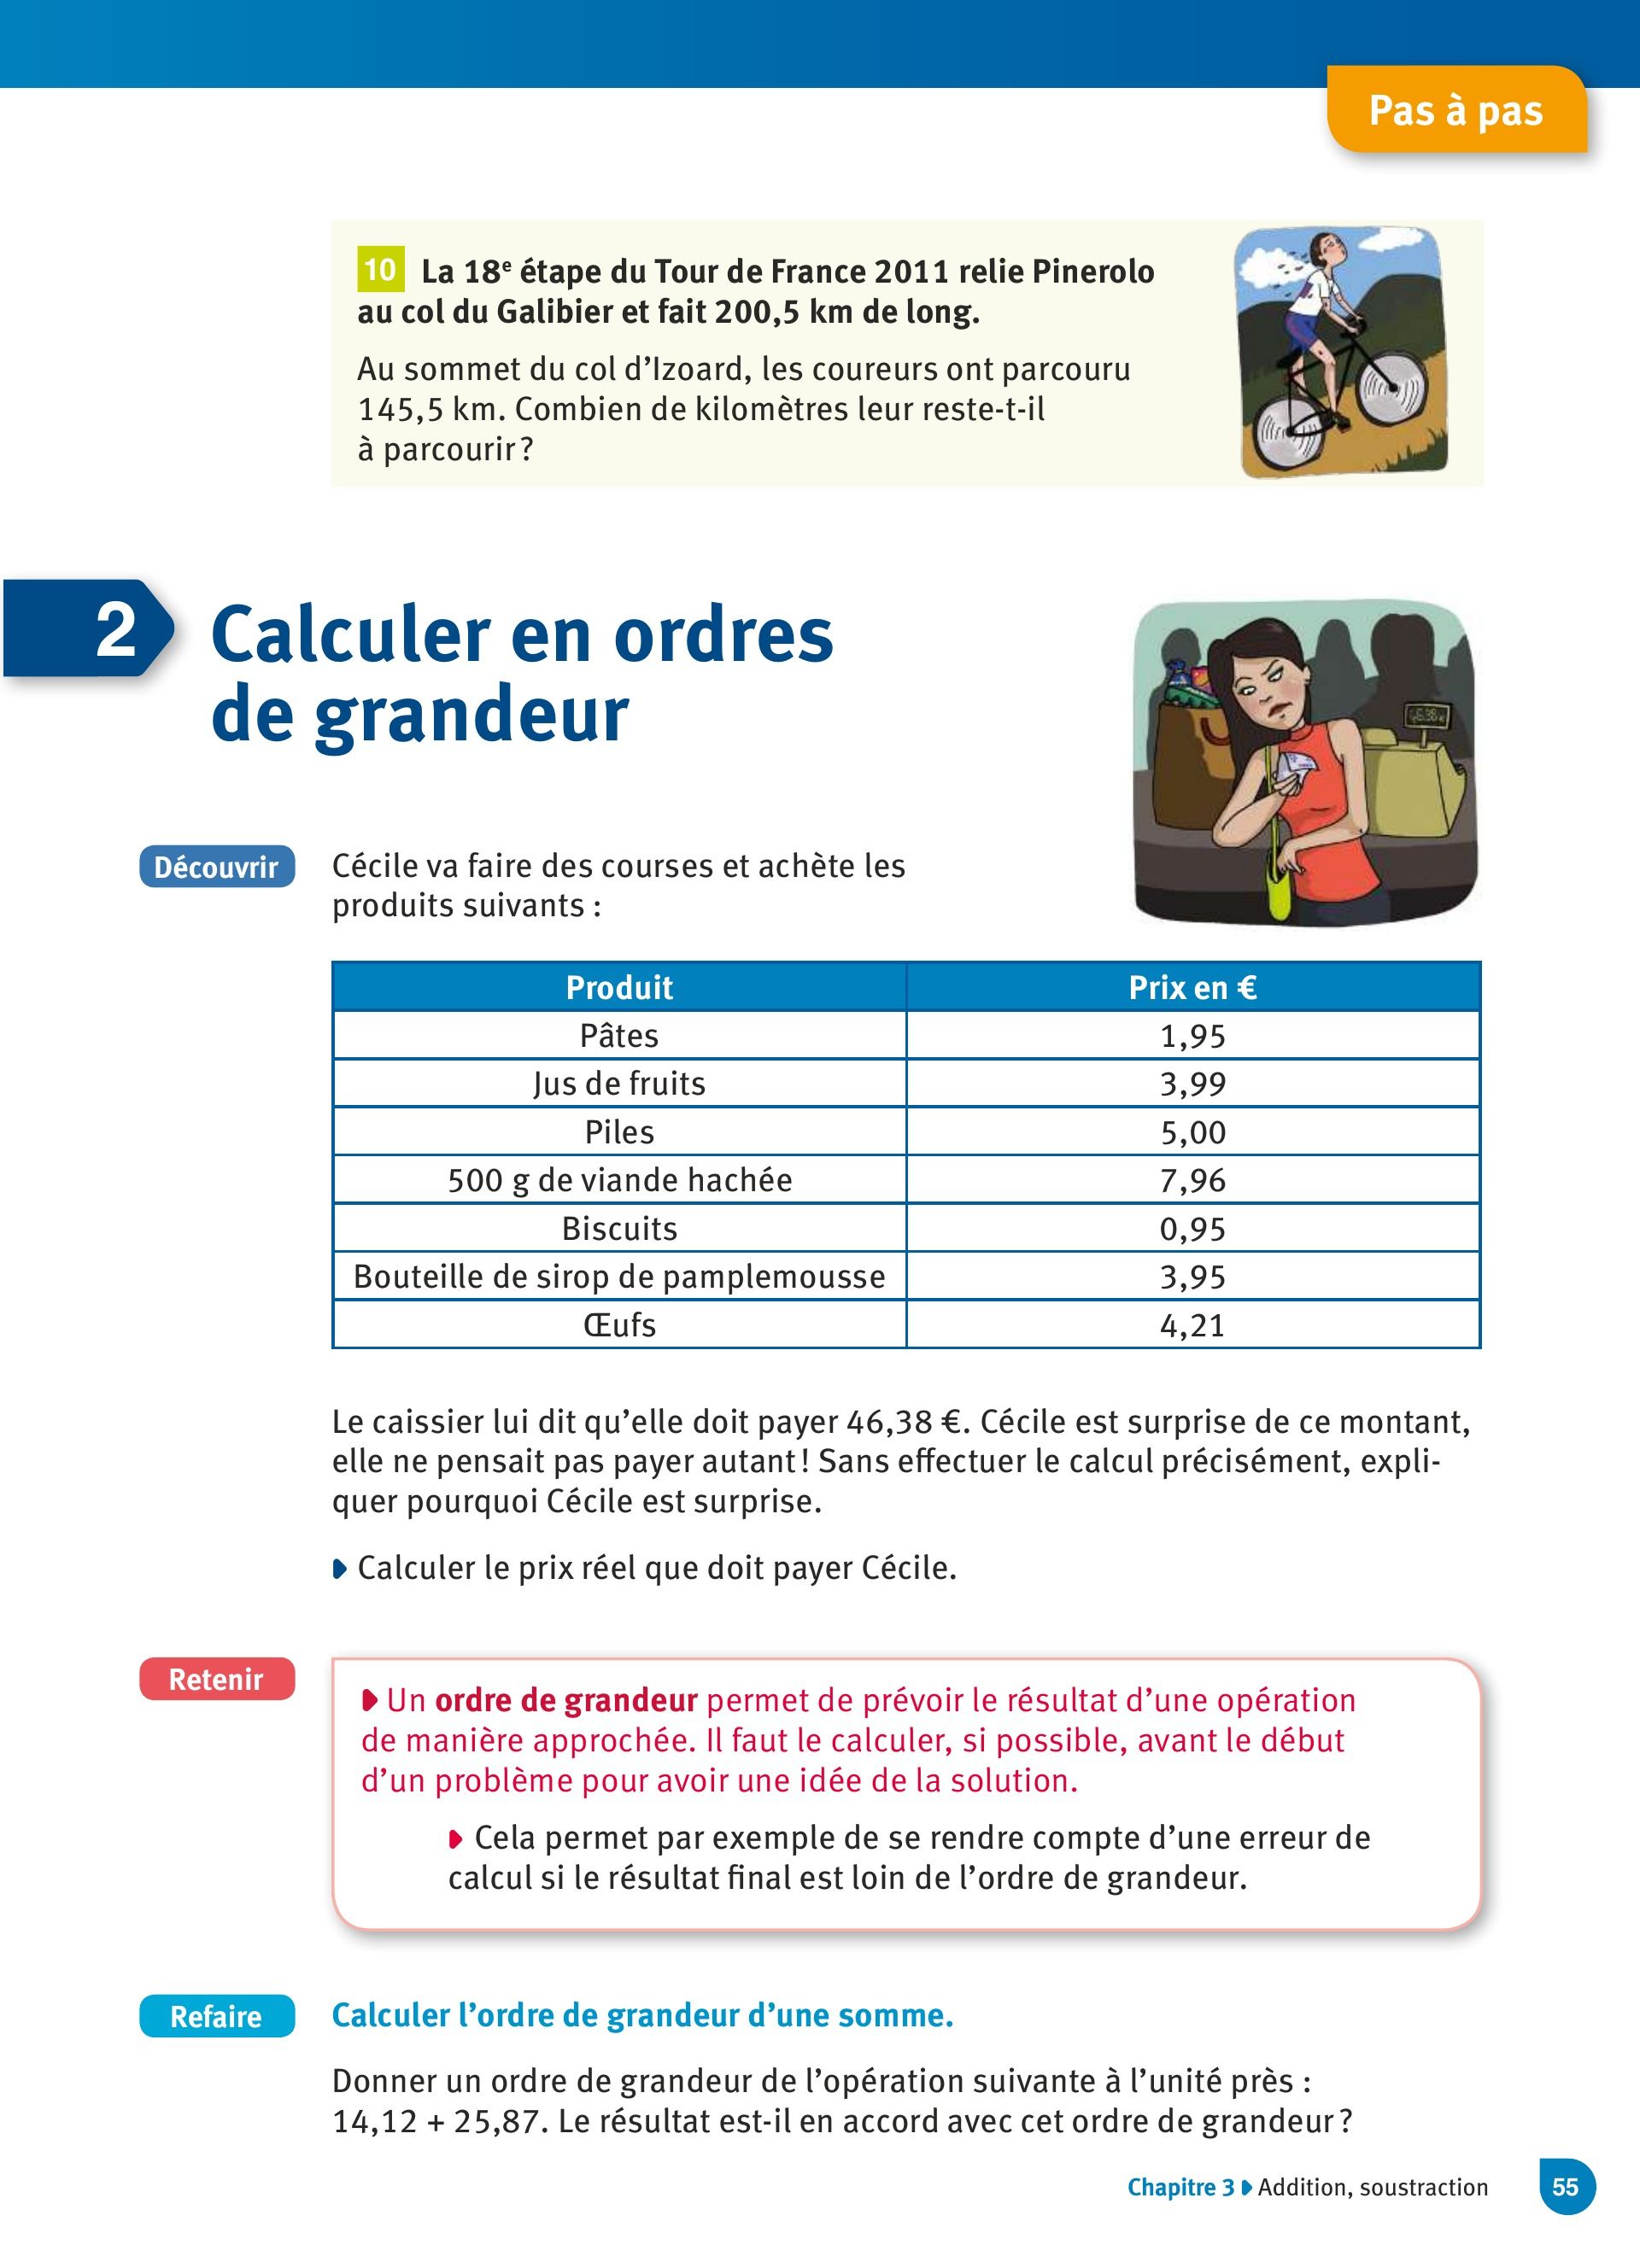 Pas à pas
10 La 18e étape du Tour de France 2011 relie Pinerolo
au col du Galibier et fait 200,5 km de long.
Au sommet du col d’Izoard, les coureurs ont parcouru
145,5 km. Combien de kilomètres leur reste-t-il
à parcourir ?
2 Calculer en ordres
de grandeur
6.38
Découvrir Cécile va faire des courses et achète les
produits suivants :
Produit Prix en €
Pâtes 1,95
Jus de fruits 3,99
Piles 5,00
500 g de viande hachée 7,96
Biscuits 0,95
Bouteille de sirop de pamplemousse 3,95
Œufs 4,21
Le caissier lui dit qu’elle doit payer 46,38 €. Cécile est surprise de ce montant,
elle ne pensait pas payer autant ! Sans effectuer le calcul précisément, expli-
quer pourquoi Cécile est surprise.
Calculer le prix réel que doit payer Cécile.
Retenir
Un ordre de grandeur permet de prévoir le résultat d’une opération
de manière approchée. Il faut le calculer, si possible, avant le début
d’un problème pour avoir une idée de la solution.
Cela permet par exemple de se rendre compte d’une erreur de
calcul si le résultat final est loin de l’ordre de grandeur.
Refaire Calculer l’ordre de grandeur d’une somme.
Donner un ordre de grandeur de l’opération suivante à l’unité près :
14,12 + 25,87. Le résultat est-il en accord avec cet ordre de grandeur ?
Chapitre 3 Addition, soustraction 55